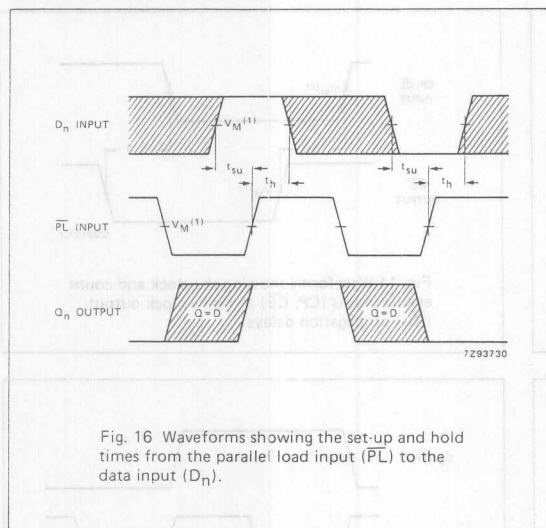 Dn INPUT
VM(1)
tsu
th
tsu
th
PL INPUT
VM(1)
Qn OUTPUT
Q=D
Q=D
7Z93730
Fig. 16 Waveforms showing the set-up and hold
times from the parallel load input (PL) to the
data input (Dn).